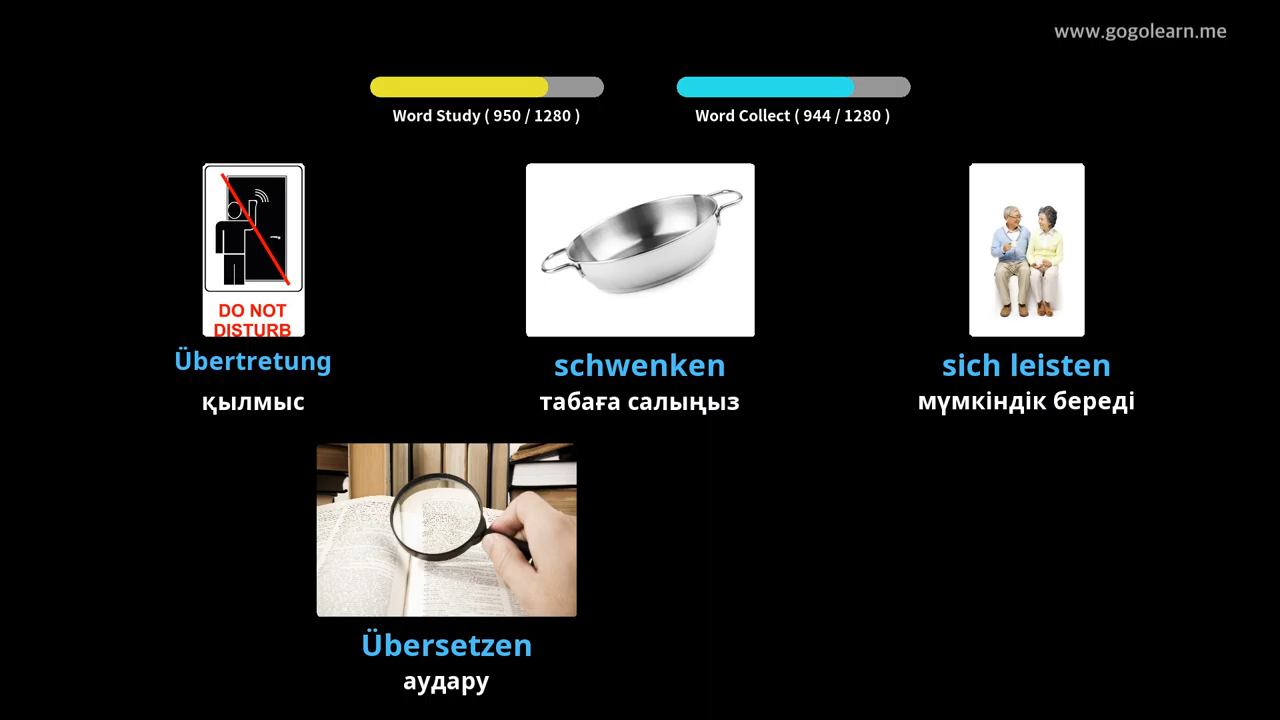 www.gogolearn.me
Word Study ( 950 / 1280 )
Word Collect ( 944 / 1280 )
DO NOT
DISTURB
Übertretung
қылмыс
schwenken
табаға салыңыз
sich leisten
мүмкіндік береді
Übersetzen
аудару